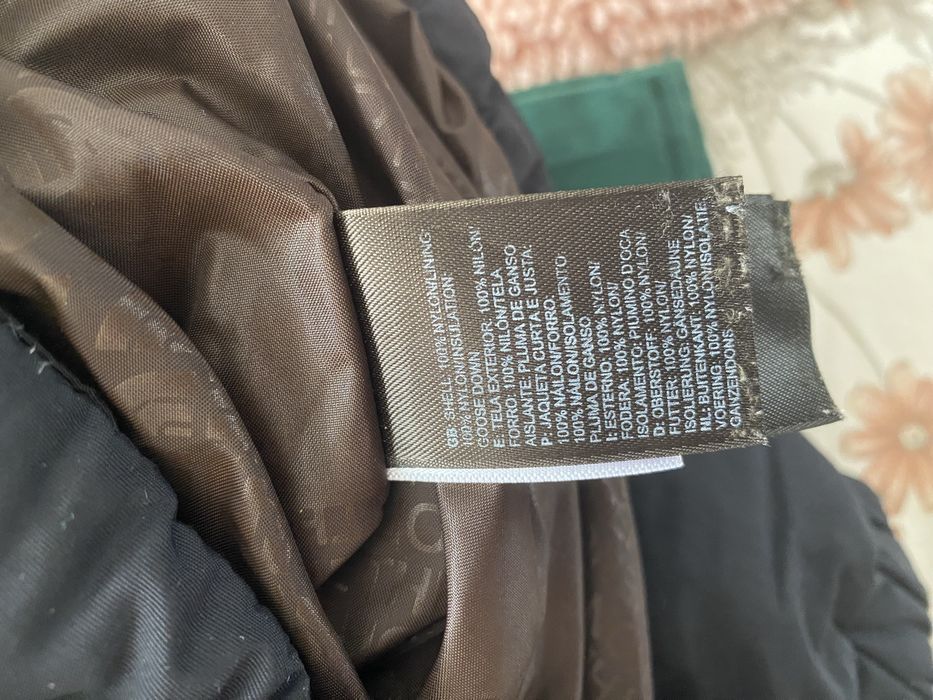 GB SHELL: 100% NYLON/LINING:
100% NYLON/INSULATION
GOOSE DOWN
E: TELA EXTERIOR: 100% NILON/
FORRO: 100% NILÓN/TELA
AISLANTE: PLUMA DE GANSO
P: JAQUETA CURTA E JUSTA:
100% NAILON/FORRO:
100% NAILON/ISOLAMENTO
PLUMA DE GANSO
I: ESTERNO: 100% NYLON/
FODERA: 100% NYLON/
ISOLAMENTO: PIUMINO D'OCA
D: OBERSTOFF: 100% NYLON/
FUTTER: 100% NYLON/
ISOLIERUNG: GÄNSEDAUNE
NL: BUITENKANT: 100% NYLON/
VOERING: 100% NYLON/ISOLATIE:
GANZENDONS